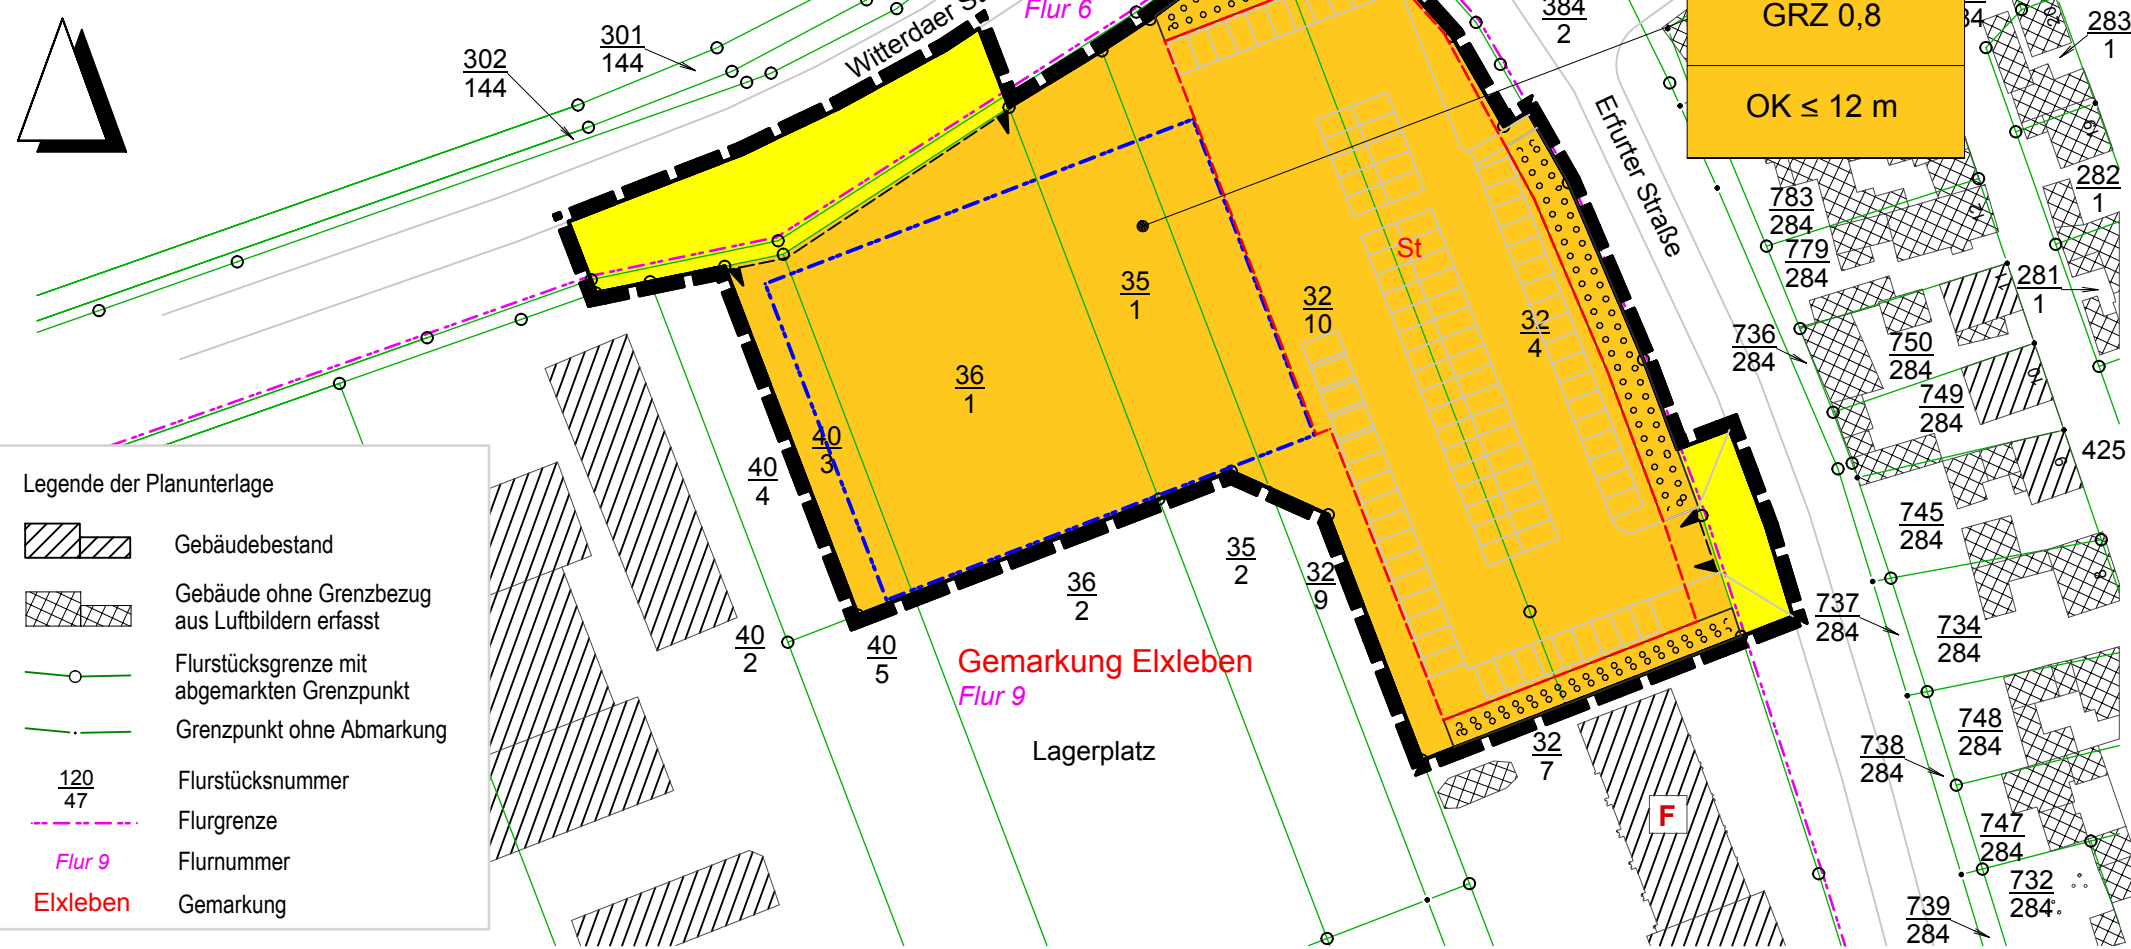 Flur 6
Witterdaer S
301
144
302
144
384
2
GRZ 0,8
OK ≤ 12 m
283
1
282
1
281
1
Erfurter Straße
783
284
779
284
736
284
750
284
749
284
425
745
284
737
284
734
284
748
284
738
284
747
284
732
284
739
284
35
1
36
1
32
10
32
4
St
40
3
40
4
40
2
40
5
36
2
35
2
32
9
32
7
Gemarkung Elxleben
Flur 9
Lagerplatz
F
Legende der Planunterlage
Gebäudebestand
Gebäude ohne Grenzbezug
aus Luftbildern erfasst
Flurstücksgrenze mit
abgemarkten Grenzpunkt
Grenzpunkt ohne Abmarkung
120
47
Flurstücksnummer
Flurgrenze
Flur 9
Flurnummer
Elxleben
Gemarkung